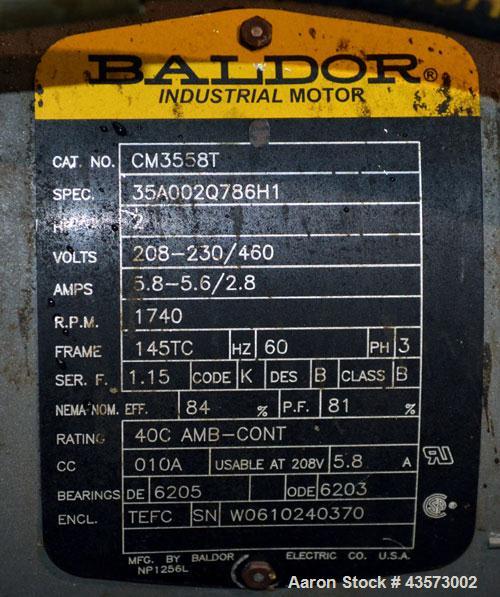 BALDOR®
INDUSTRIAL MOTOR
CAT. NO. CM3558T
SPEC. 35A002Q786H1
2
VOLTS 208-230/460
AMPS 5.8-5.6/2.8
R.P.M. 1740
FRAME 145TC HZ 60 PH 3
SER. F. 1.15 CODE K DES B CLASS B
NEMA NOM. EFF. 84 % P.F. 81 %
RATING 40C AMB-CONT
CC 010A USABLE AT 208V 5.8 A
BEARINGS DE 6205 ODE 6203
ENCL. TEFC SN W0610240370
MFG. BY BALDOR ELECTRIC CO. U.S.A.
NP1256L
Aaron Stock # 43573002